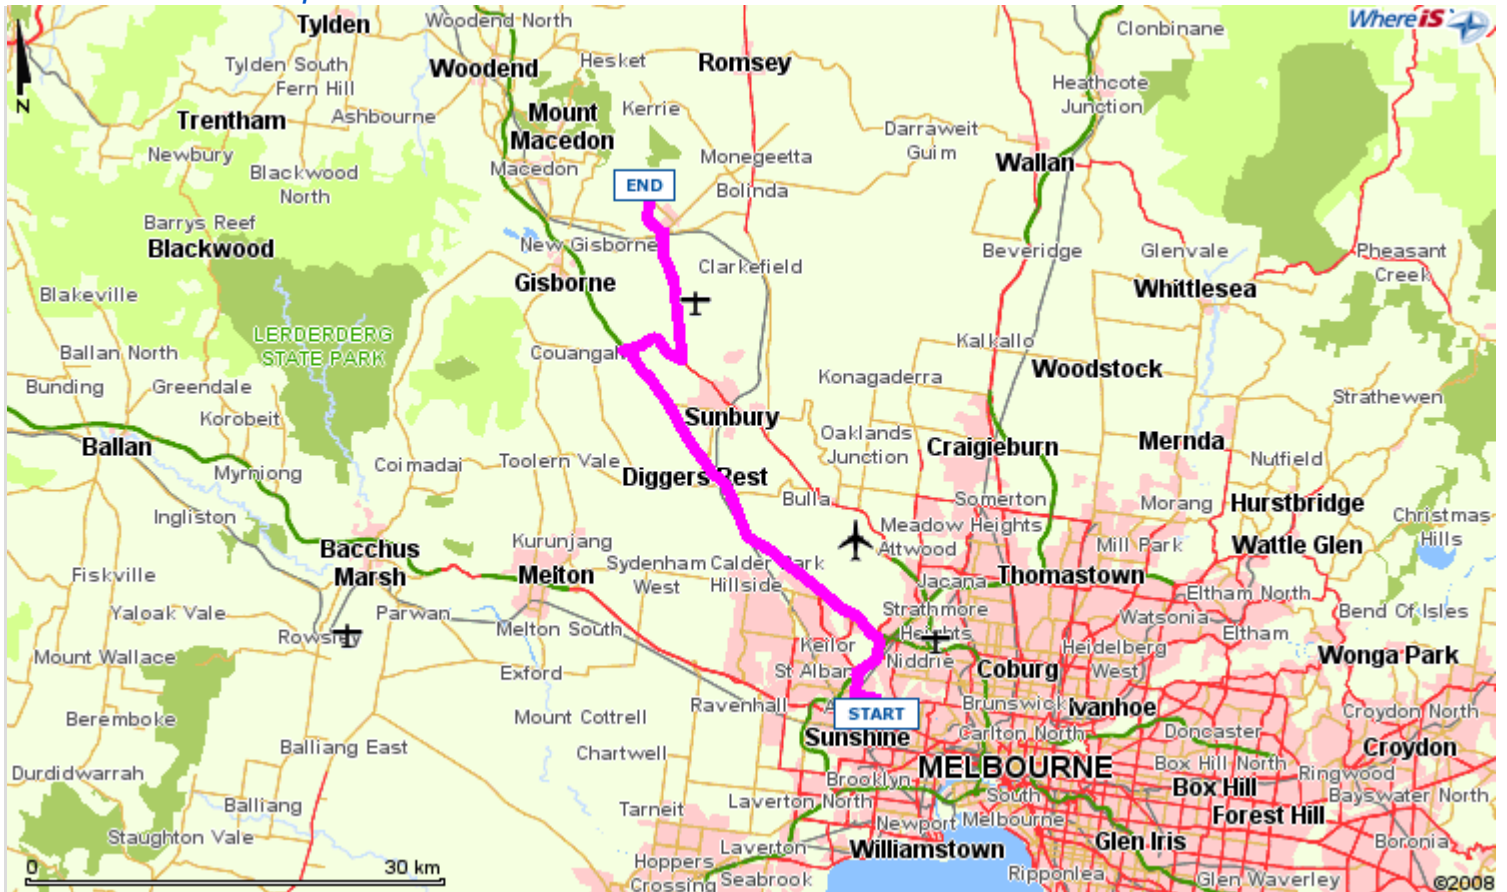 Tylden
Woodend North
Where iS
Clonbinane
Tylden South
Fern Hill
Woodend
Hesket
Romsey
Heathcote
Junction
N
Trentham
Ashbourne
Mount
Macedon
Kerrie
Darraweit
Guim
Newbury
Blackwood
North
Macedon
Monegeetta
Wallan
END
Bolinda
Barrys Reef
Blackwood
New Gisborne
Beveridge
Glenvale
Pheasant
Creek
Gisborne
Clarkefield
Whittlesea
Blakeville
LERDERDERG
STATE PARK
Ballan North
Couangal
Kalkallo
Woodstock
Bunding
Greendale
Konagaderra
Strathewen
Korobeit
Sunbury
Ballan
Oaklands
Junction
Craigieburn
Mernda
Myrniong
Coimadai
Toolern Vale
Diggers Rest
Nutfield
Bulla
Somerton
Morang
Hurstbridge
Ingliston
Meadow Heights
Attwood
Christmas
Hills
Bacchus
Marsh
Kurunjang
Mill Park
Wattle Glen
Fiskville
Melton
Sydenham
West
Calder Park
Hillside
Jacana
Thomastown
Eltham North
Yaloak Vale
Parwan
Strathmore
Heights
Watsonia
Bend Of Isles
Rowsley
Melton South
Keilor
Eltham
Mount Wallace
Exford
St Alban
Niddrie
Coburg
Heidelberg
West
Wonga Park
Beremboke
Mount Cottrell
Ravenhall
A
START
Brunswick
Ivanhoe
Croydon North
Balliang East
Chartwell
Sunshine
Carlton North
Doncaster
Croydon
Durdidwarrah
Brooklyn
MELBOURNE
Box Hill North
Ringwood
Balliang
Tarneit
Laverton North
South
Melbourne
Box Hill
Bayswater North
Staughton Vale
Newport
Forest Hill
Laverton
Williamstown
Glen Iris
Boronia
0
30 km
Hoppers
Crossing
Seabrook
Ripponlea
Glen Waverley
©2008